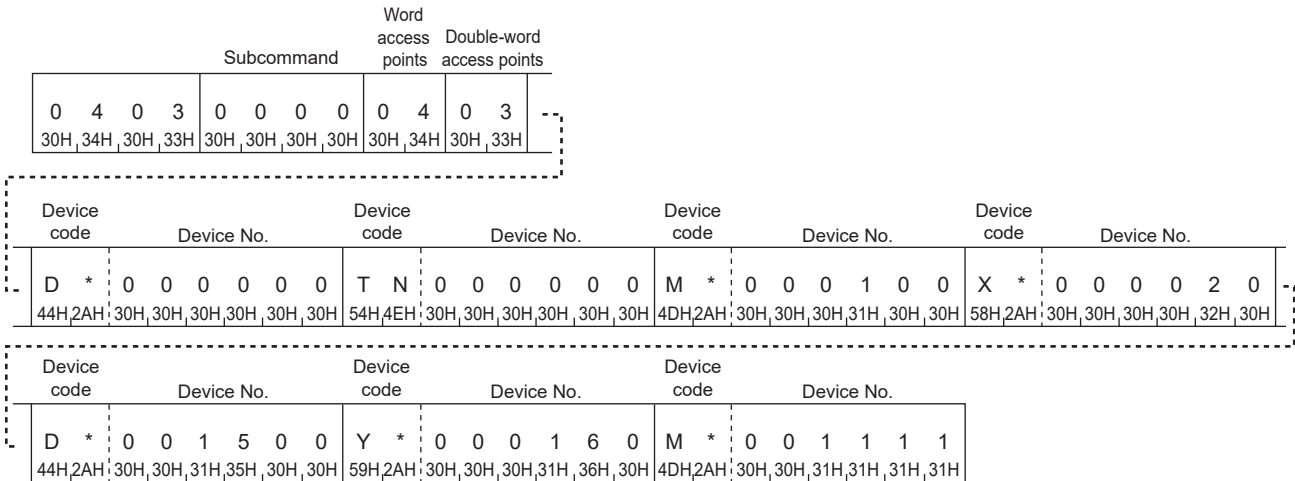 Word
access Double-word
Subcommand points access points
0 4 0 3 0 0 0 0 0 4 0 3
30H 34H 30H 33H 30H 30H 30H 30H 30H 34H 30H 33H
Device Device Device Device
code Device No. code Device No. code Device No. code Device No.
D * 0 0 0 0 0 0 T N 0 0 0 0 0 0 M * 0 0 0 1 0 0 X * 0 0 0 0 2 0
44H 2AH 30H 30H 30H 30H 30H 30H 54H 4EH 30H 30H 30H 30H 30H 30H 4DH 2AH 30H 30H 30H 31H 30H 30H 58H 2AH 30H 30H 30H 30H 32H 30H
Device Device Device
code Device No. code Device No. code Device No.
D * 0 0 1 5 0 0 Y * 0 0 0 1 6 0 M * 0 0 1 1 1 1
44H 2AH 30H 30H 31H 35H 30H 30H 59H 2AH 30H 30H 30H 31H 36H 30H 4DH 2AH 30H 30H 31H 31H 31H 31H